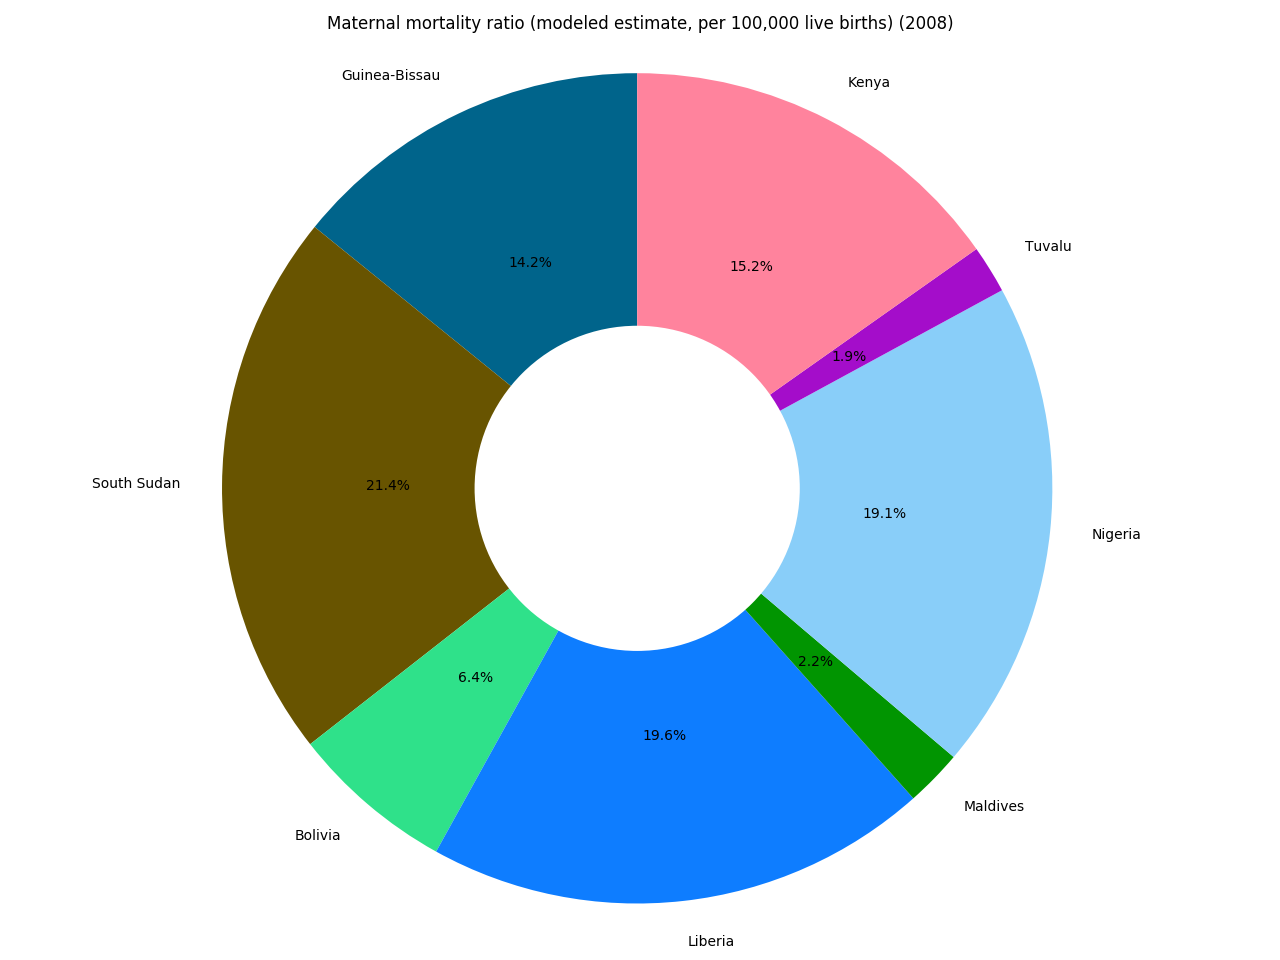 Maternal mortality ratio (modeled estimate, per 100,000 live births) (2008)
Guinea-Bissau
Kenya
Tuvalu
14.2%
15.2%
1.9%
South Sudan
21.4%
19.1%
Nigeria
2.2%
6.4%
19.6%
Maldives
Bolivia
Liberia